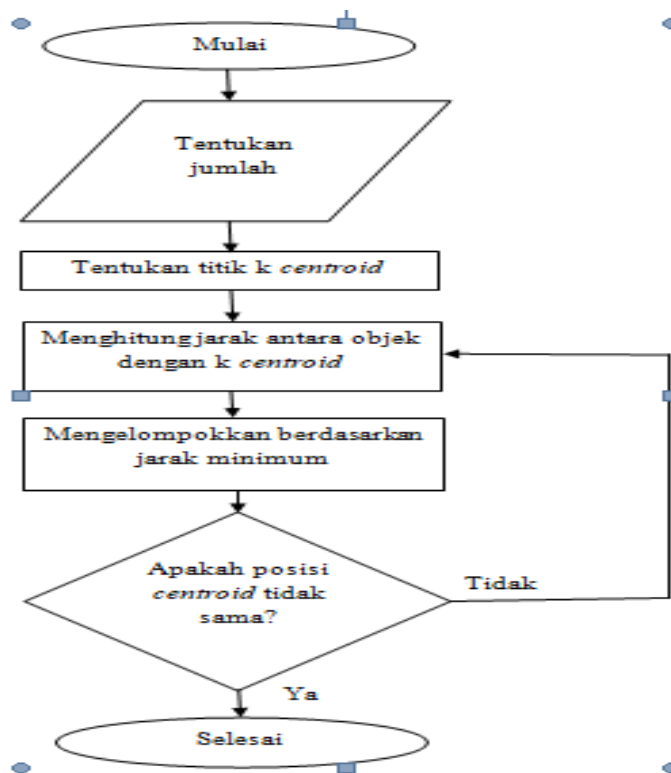 Mulai
Tentukan
jumlah
Tentukan titik k centroid
Menghitung jarak antara objek
dengan k centroid
Mengelompokkan berdasarkan
jarak minimum
Apakah posisi
centroid tidak
sama?
Tidak
Ya
Selesai